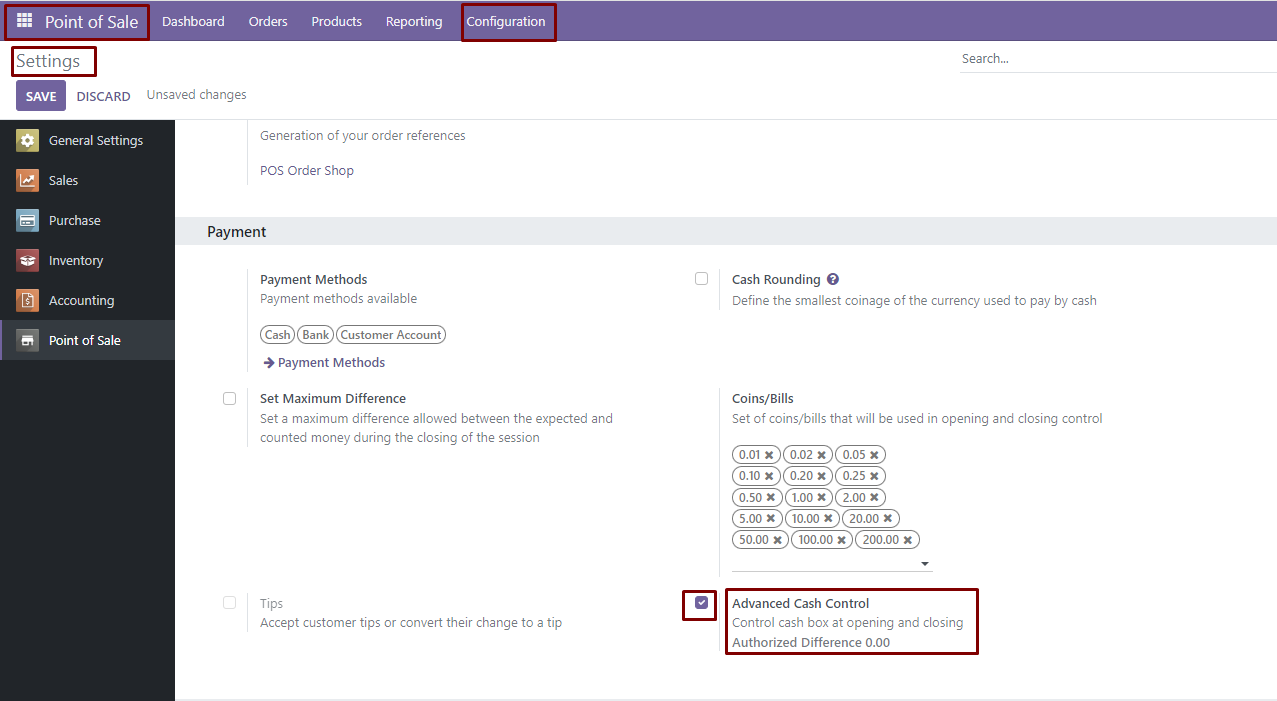 Point of Sale Dashboard Orders Products Reporting Configuration
Settings
Search...
SAVE DISCARD Unsaved changes
General Settings
Sales
Purchase
Inventory
Accounting
Point of Sale
Generation of your order references
POS Order Shop
Payment
Payment Methods
Payment methods available
Cash Bank Customer Account
Payment Methods
Cash Rounding ?
Define the smallest coinage of the currency used to pay by cash
Set Maximum Difference
Set a maximum difference allowed between the expected and
counted money during the closing of the session
Coins/Bills
Set of coins/bills that will be used in opening and closing control
0.01 0.02 0.05
0.10 0.20 0.25
0.50 1.00 2.00
5.00 10.00 20.00
50.00 100.00 200.00
Tips
Accept customer tips or convert their change to a tip
Advanced Cash Control
Control cash box at opening and closing
Authorized Difference 0.00